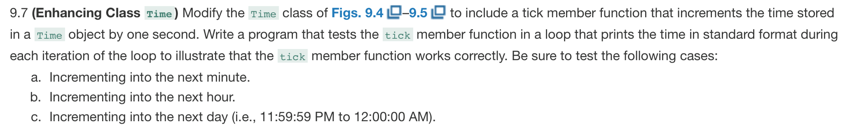 9.7 (Enhancing Class Time) Modify the Time class of Figs. 9.4–9.5 to include a tick member function that increments the time stored
in a Time object by one second. Write a program that tests the tick member function in a loop that prints the time in standard format during
each iteration of the loop to illustrate that the tick member function works correctly. Be sure to test the following cases:
a. Incrementing into the next minute.
b. Incrementing into the next hour.
c. Incrementing into the next day (i.e., 11:59:59 PM to 12:00:00 AM).